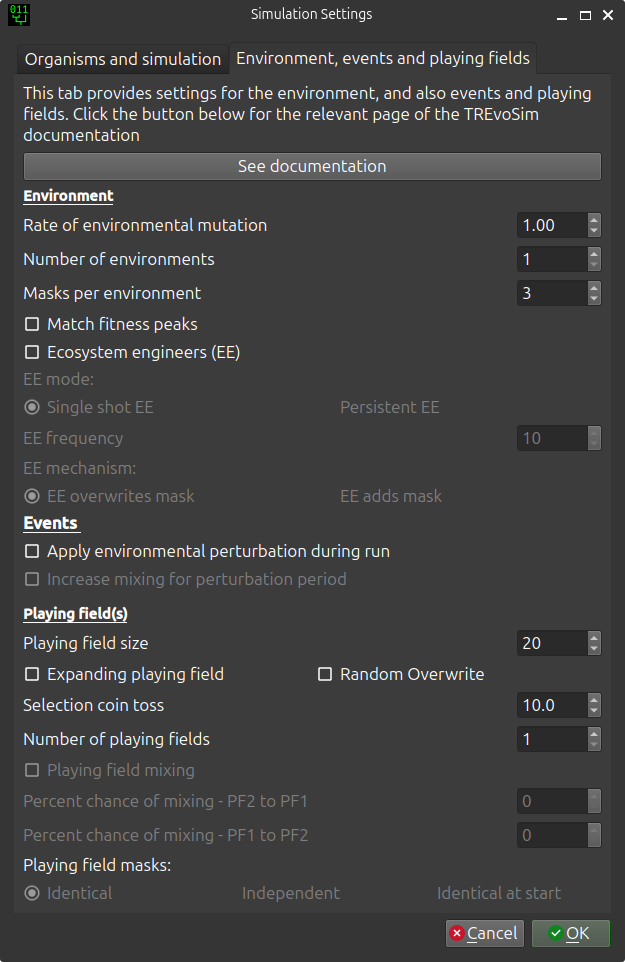 011
Simulation Settings
Organisms and simulation
Environment, events and playing fields
This tab provides settings for the environment, and also events and playing
fields. Click the button below for the relevant page of the TREvoSim
documentation
See documentation
Environment
Rate of environmental mutation 1.00
Number of environments 1
Masks per environment 3
Match fitness peaks
Ecosystem engineers (EE)
EE mode:
Single shot EE Persistent EE
EE frequency 10
EE mechanism:
EE overwrites mask EE adds mask
Events
Apply environmental perturbation during run
Increase mixing for perturbation period
Playing field(s)
Playing field size 20
Expanding playing field Random Overwrite
Selection coin toss 10.0
Number of playing fields 1
Playing field mixing
Percent chance of mixing - PF2 to PF1 0
Percent chance of mixing - PF1 to PF2 0
Playing field masks:
Identical Independent Identical at start
Cancel OK